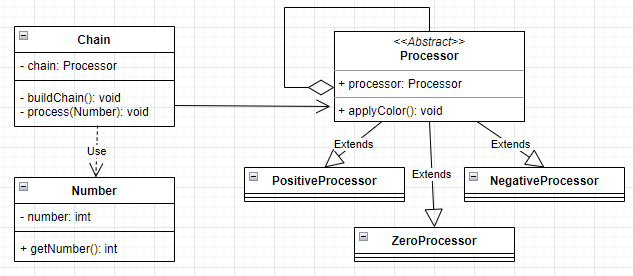 Chain
- chain: Processor
- buildChain(): void
- process(Number): void
Use
Number
- number: imt
+ getNumber(): int
<<Abstract>>
Processor
+ processor: Processor
+ applyColor(): void
Extends
Extends
Extends
PositiveProcessor
NegativeProcessor
ZeroProcessor